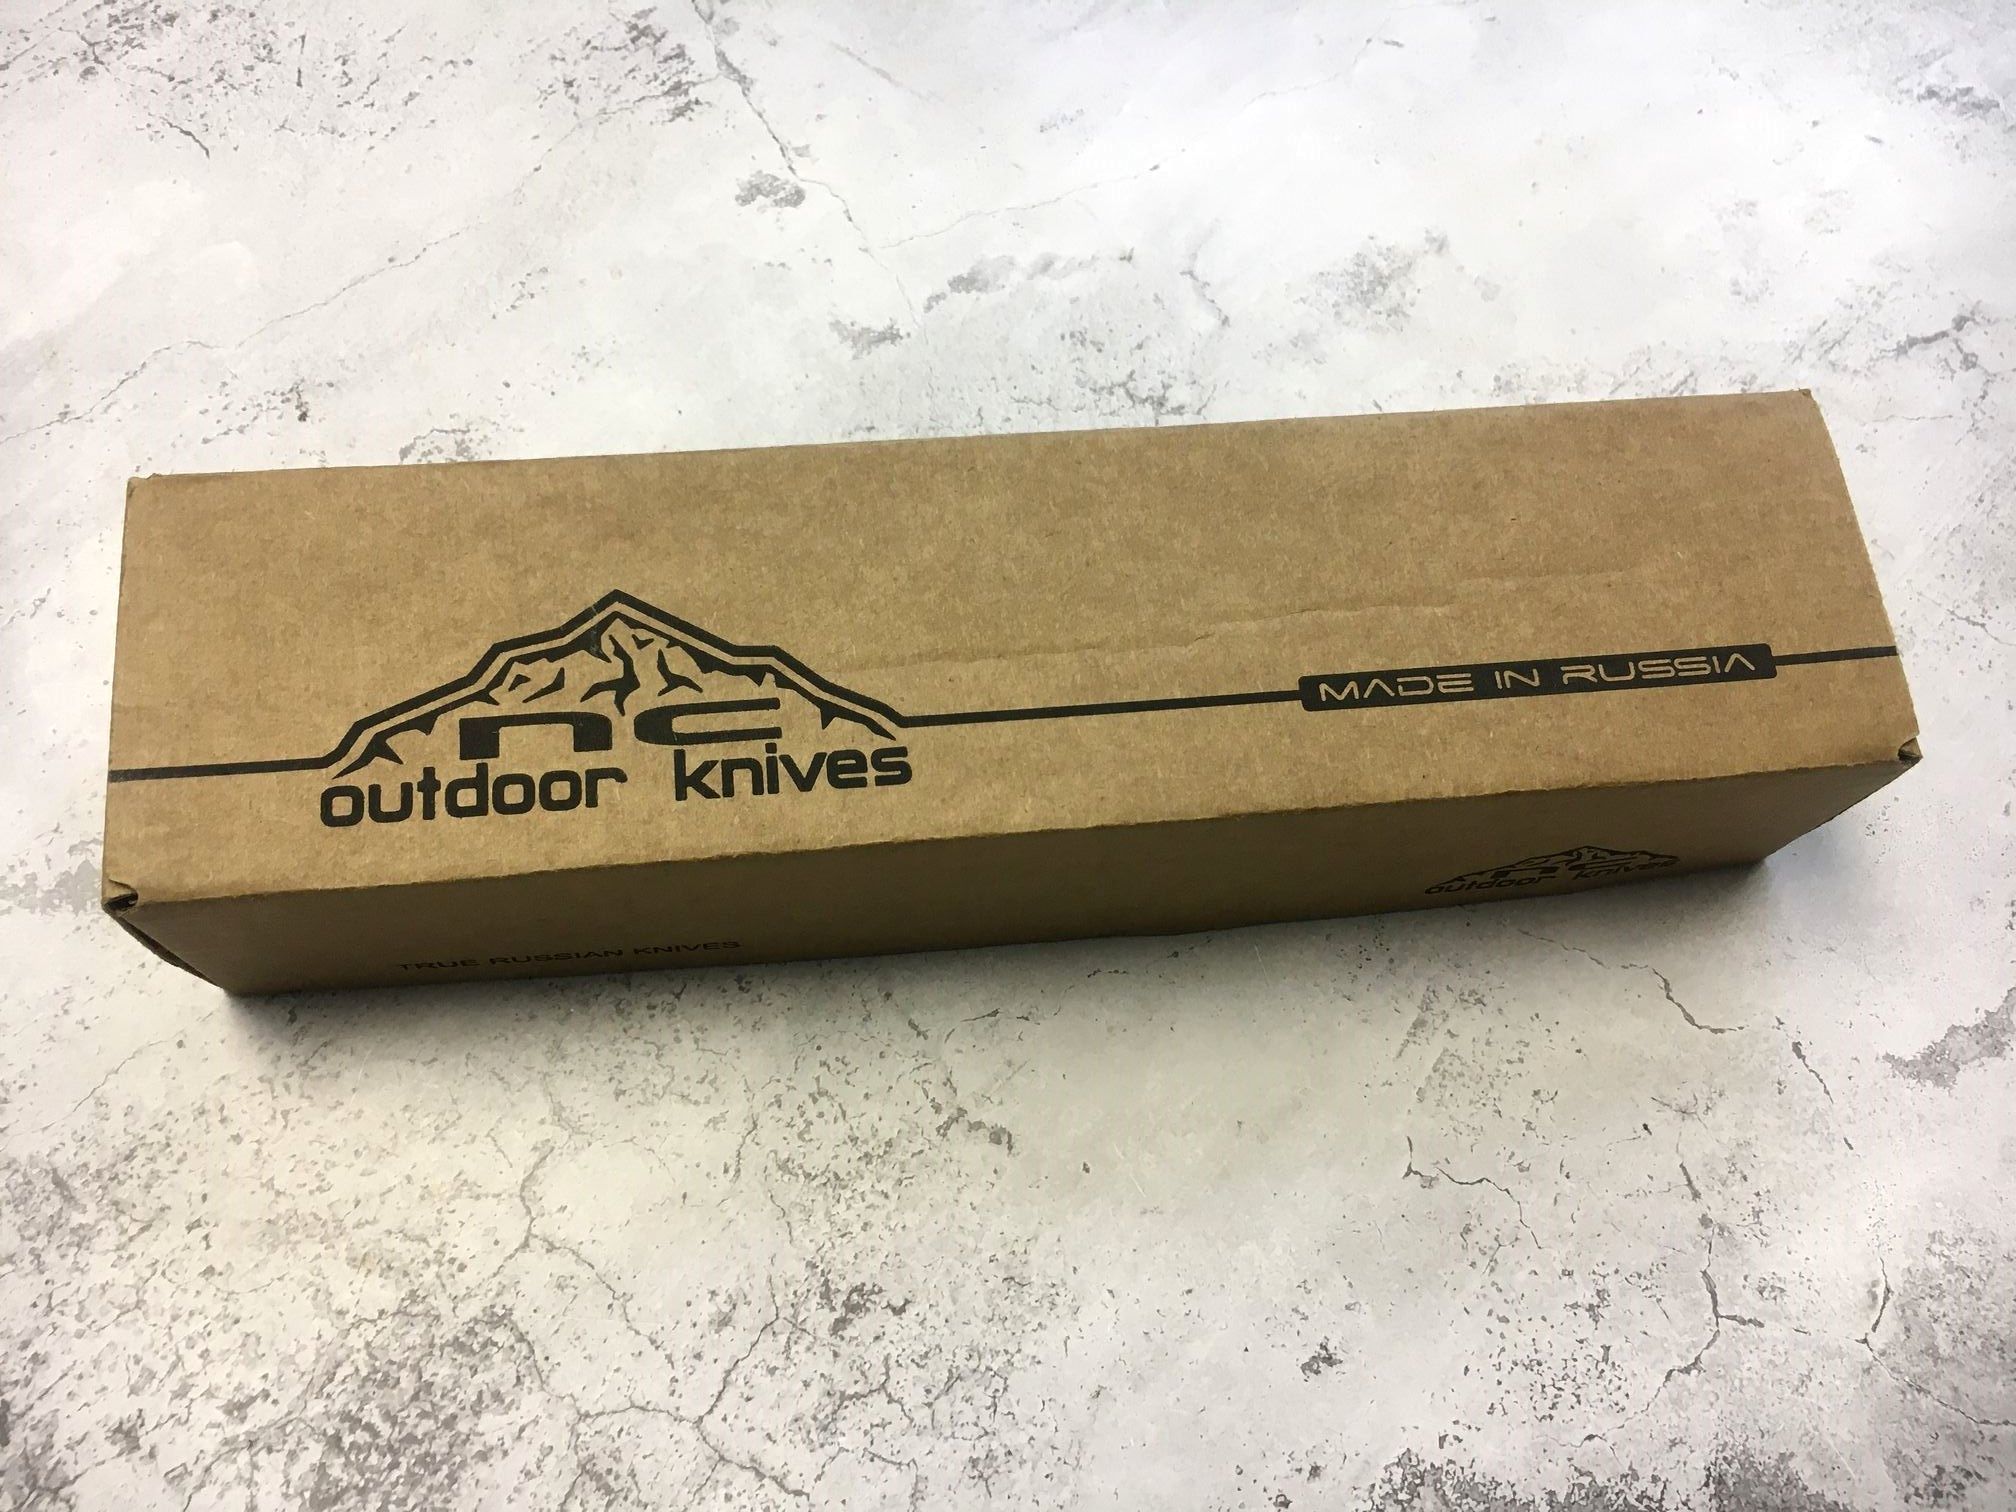 nc
outdoor knives
MADE IN RUSSIA
TRUE RUSSIAN KNIVES
nc
outdoor knives